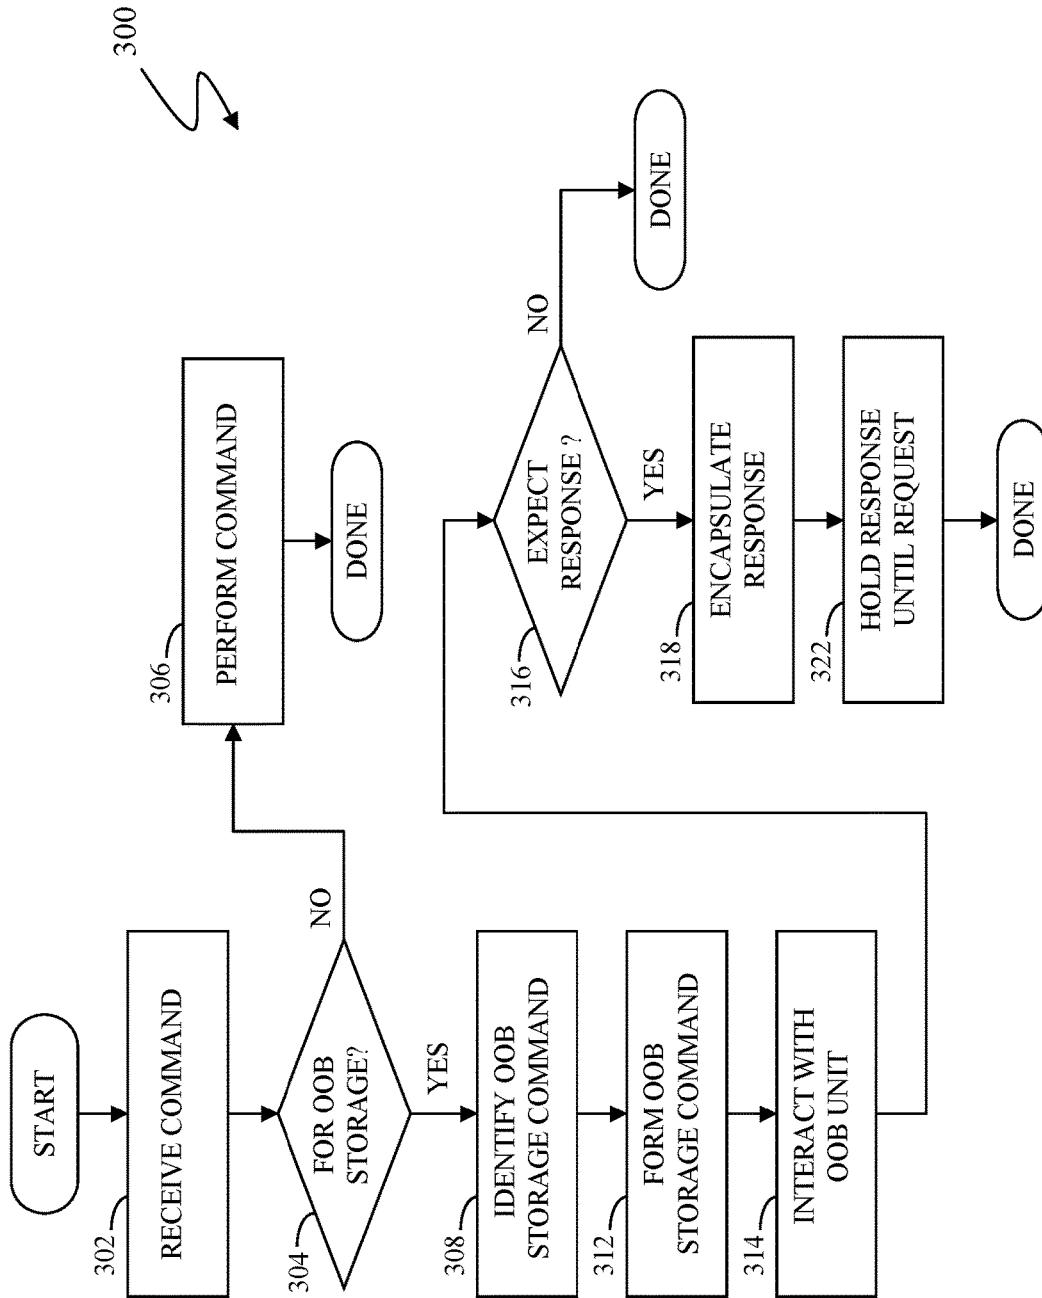 300
START
302
RECEIVE COMMAND
304
FOR OOB
STORAGE?
NO
YES
306
PERFORM COMMAND
DONE
308
IDENTIFY OOB
STORAGE COMMAND
312
FORM OOB
STORAGE COMMAND
314
INTERACT WITH
OOB UNIT
316
EXPECT
RESPONSE ?
NO
DONE
YES
318
ENCAPSULATE
RESPONSE
322
HOLD RESPONSE
UNTIL REQUEST
DONE